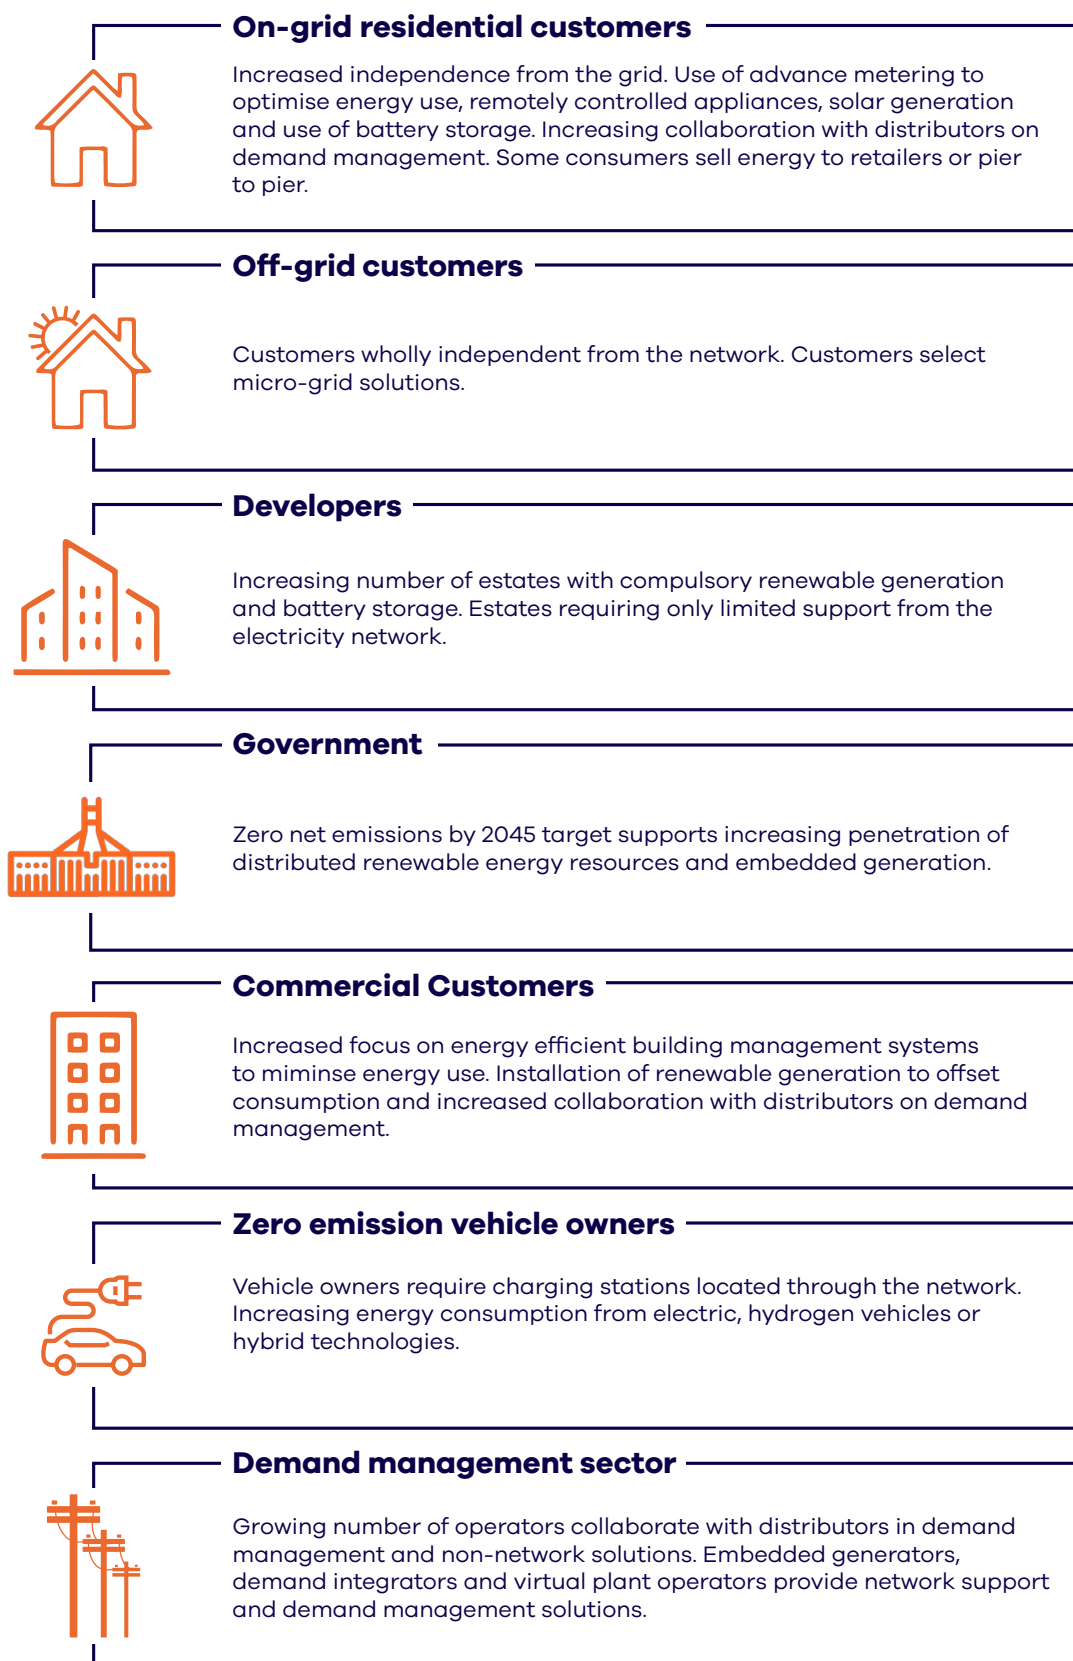 On-grid residential customers
Increased independence from the grid. Use of advance metering to
optimise energy use, remotely controlled appliances, solar generation
and use of battery storage. Increasing collaboration with distributors on
demand management. Some consumers sell energy to retailers or pier
to pier.
Off-grid customers
Customers wholly independent from the network. Customers select
micro-grid solutions.
Developers
Increasing number of estates with compulsory renewable generation
and battery storage. Estates requiring only limited support from the
electricity network.
Government
Zero net emissions by 2045 target supports increasing penetration of
distributed renewable energy resources and embedded generation.
Commercial Customers
Increased focus on energy efficient building management systems
to miminse energy use. Installation of renewable generation to offset
consumption and increased collaboration with distributors on demand
management.
Zero emission vehicle owners
Vehicle owners require charging stations located through the network.
Increasing energy consumption from electric, hydrogen vehicles or
hybrid technologies.
Demand management sector
Growing number of operators collaborate with distributors in demand
management and non-network solutions. Embedded generators,
demand integrators and virtual plant operators provide network support
and demand management solutions.